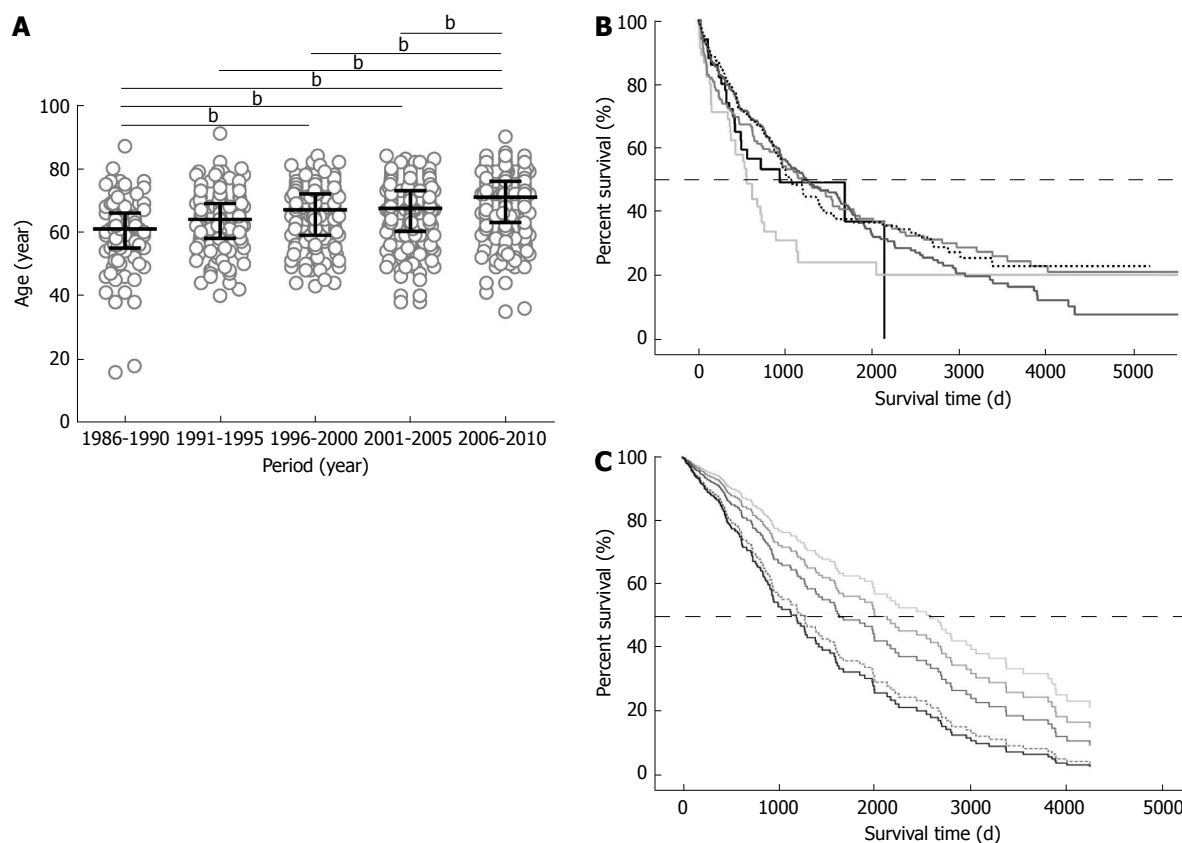 A
b
b
b
b
b
b
100
80
60
40
20
0
Age (year)
1986-1990 1991-1995 1996-2000 2001-2005 2006-2010
Period (year)
B
100
80
60
40
20
0
Percent survival (%)
0 1000 2000 3000 4000 5000
Survival time (d)
C
100
80
60
40
20
0
Percent survival (%)
0 1000 2000 3000 4000 5000
Survival time (d)